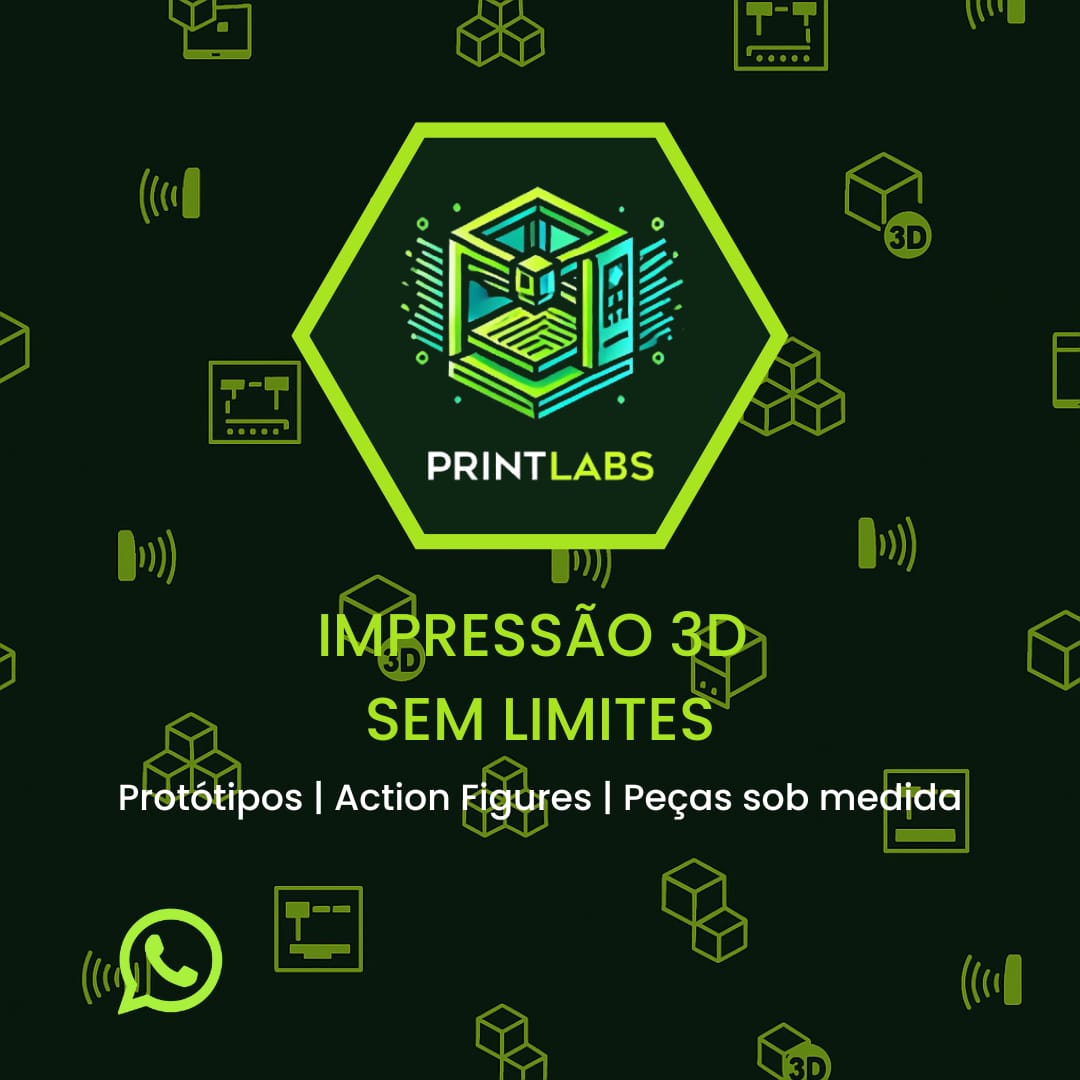 3D
PRINTLABS
IMPRESSÃO 3D
3D
SEM LIMITES
Protótipos | Action Figures | Peças sob medida
3D